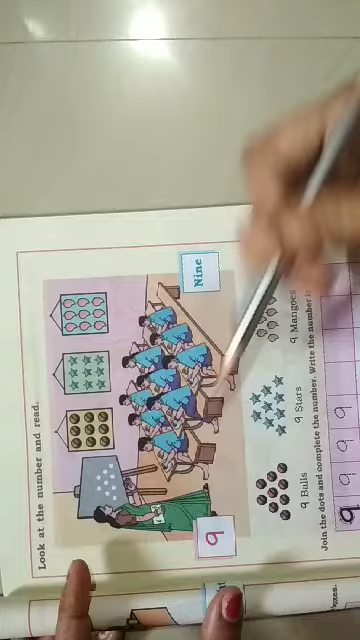 Look at the number and read.
Nine
9
9 Balls
9 Stars
9 Mangoes
Join the dots and complete the number. Write the number
9 9 9 9